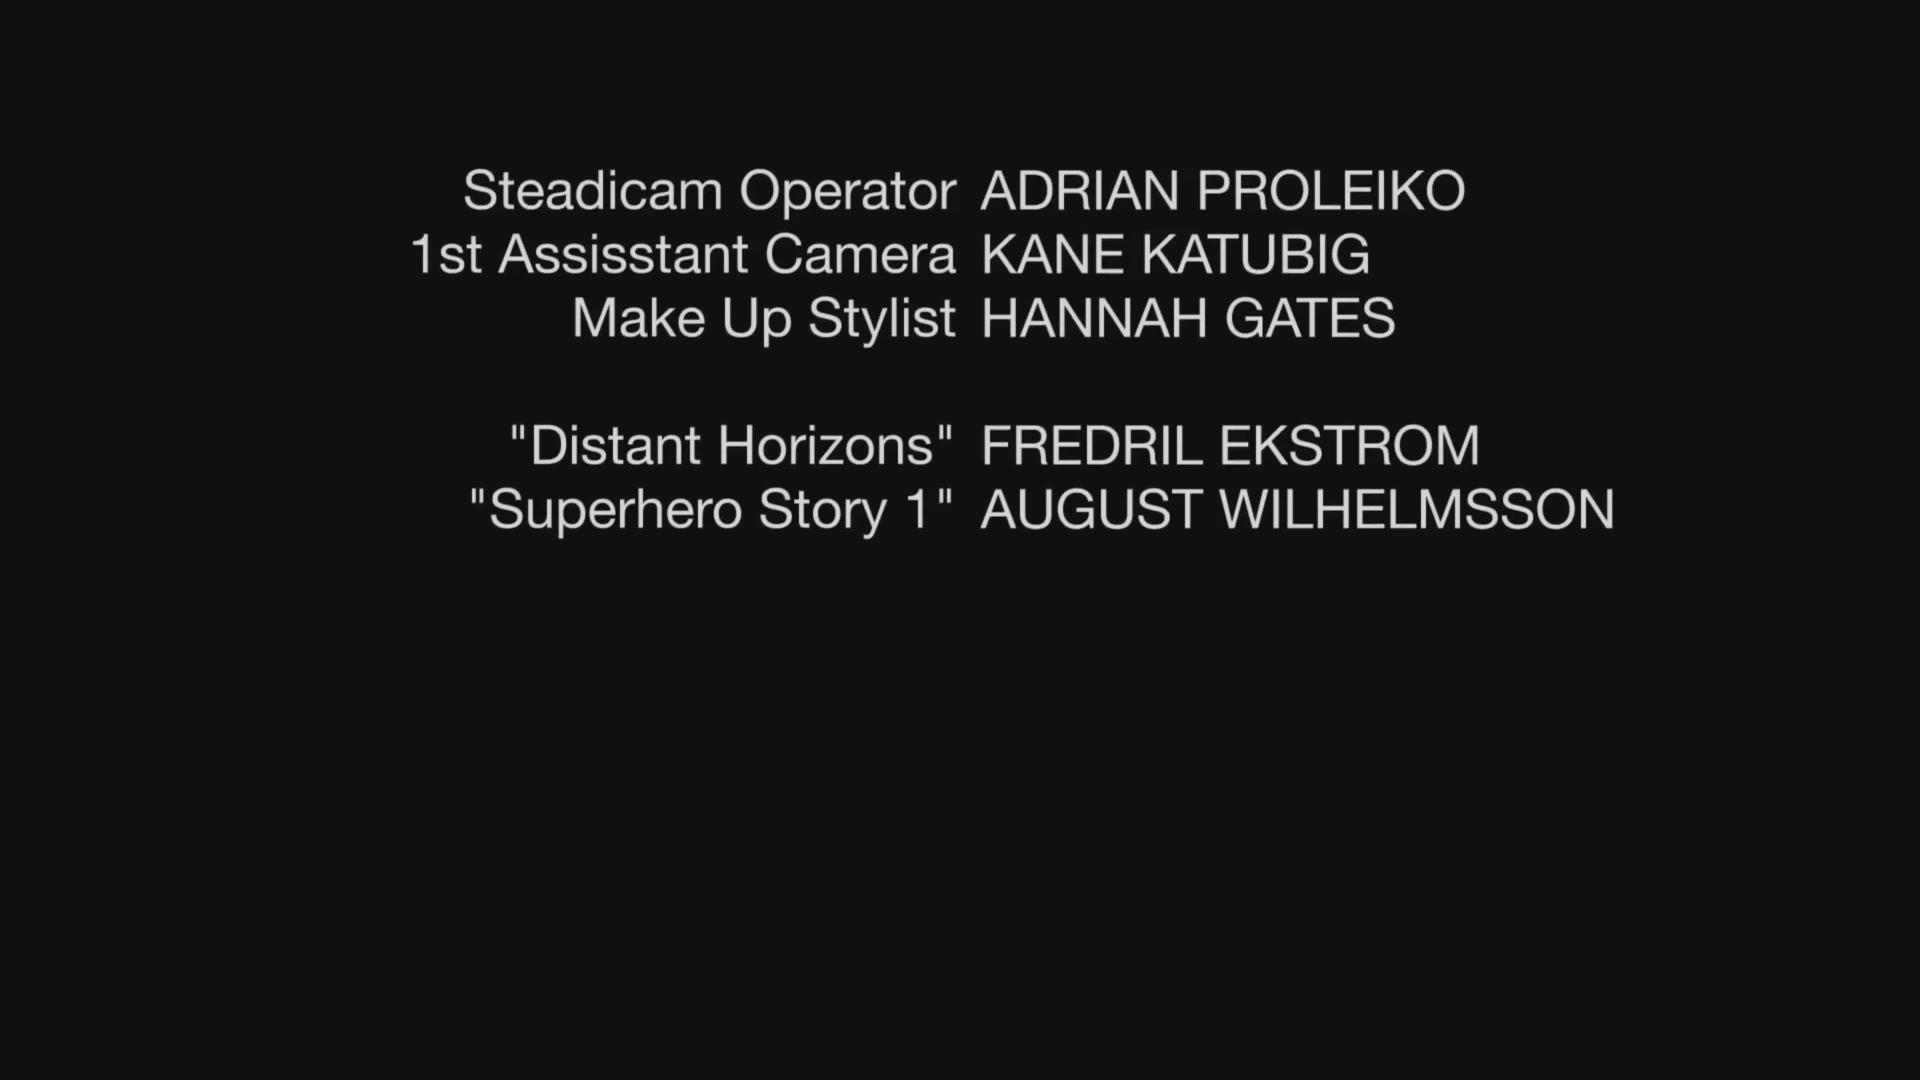 Steadicam Operator ADRIAN PROLEIKO
1st Assisstant Camera KANE KATUBIG
Make Up Stylist HANNAH GATES
"Distant Horizons" FREDRIL EKSTROM
"Superhero Story 1" AUGUST WILHELMSSON